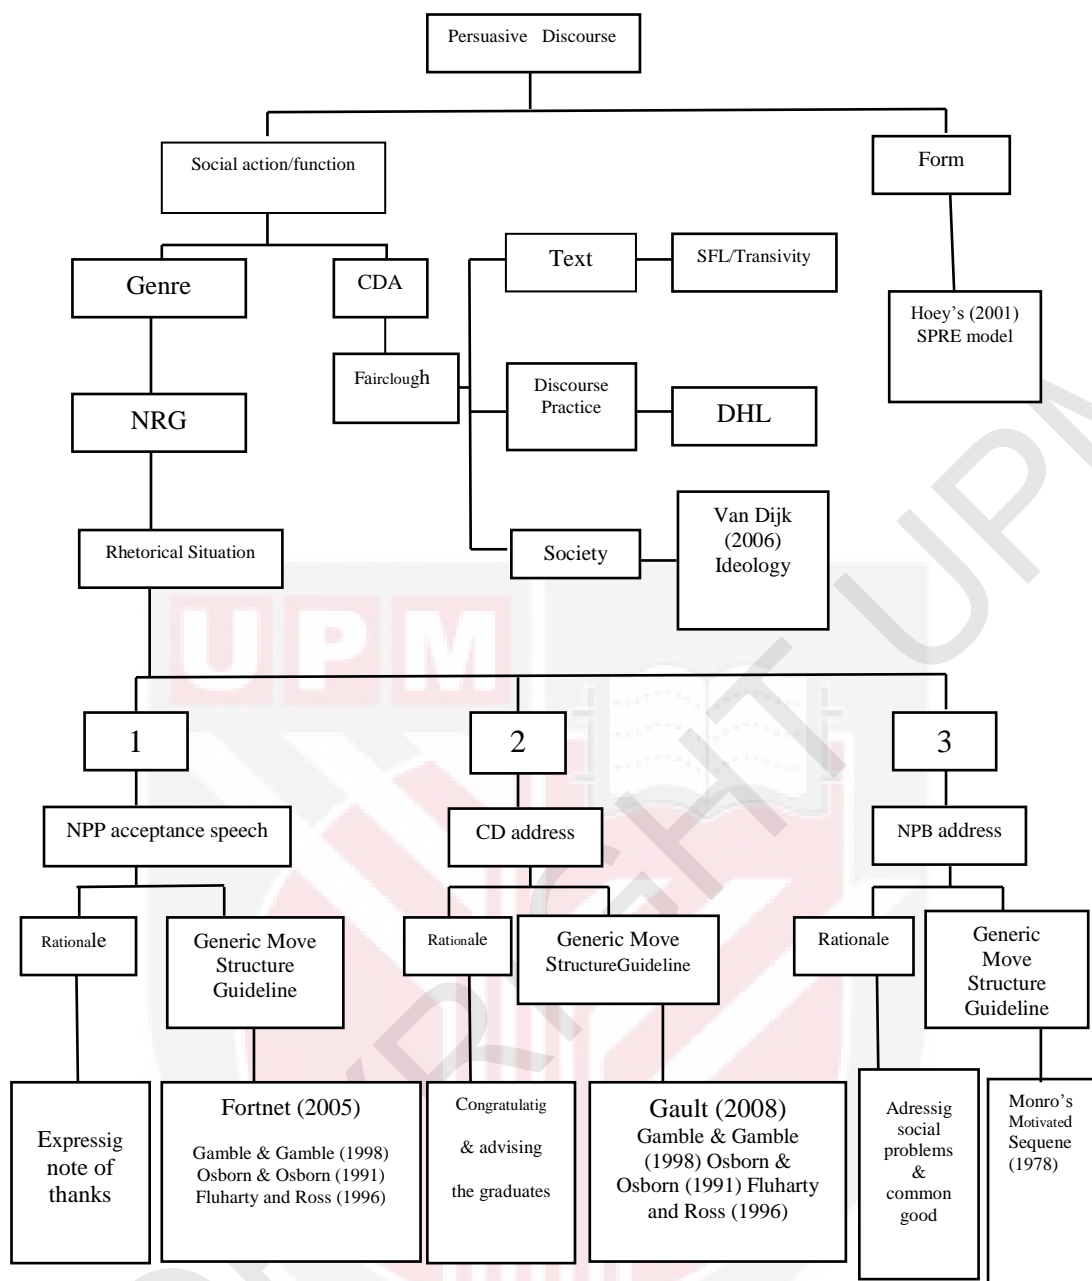 Persuasive Discourse
Social action/function
Form
Genre
CDA
Text
SFL/Transivity
Hoey's (2001)
SPRE model
Fairclough
Discourse
Practice
DHL
NRG
Rhetorical Situation
Society
Van Dijk
(2006)
Ideology
UPM
1
2
3
NPP acceptance speech
CD address
NPB address
Rationale
Generic Move
Structure
Guideline
Rationale
Generic Move
StructureGuideline
Rationale
Generic
Move
Structure
Guideline
Expressig
note of
thanks
Fortnet (2005)
Gamble & Gamble (1998)
Osborn & Osborn (1991)
Fluharty and Ross (1996)
Congratulatig
& advising
the graduates
Gault (2008)
Gamble & Gamble
(1998) Osborn &
Osborn (1991) Fluharty
and Ross (1996)
Adressig
social
problems
&
common
good
Monro's
Motivated
Sequene
(1978)
COPYRIGHT UPM